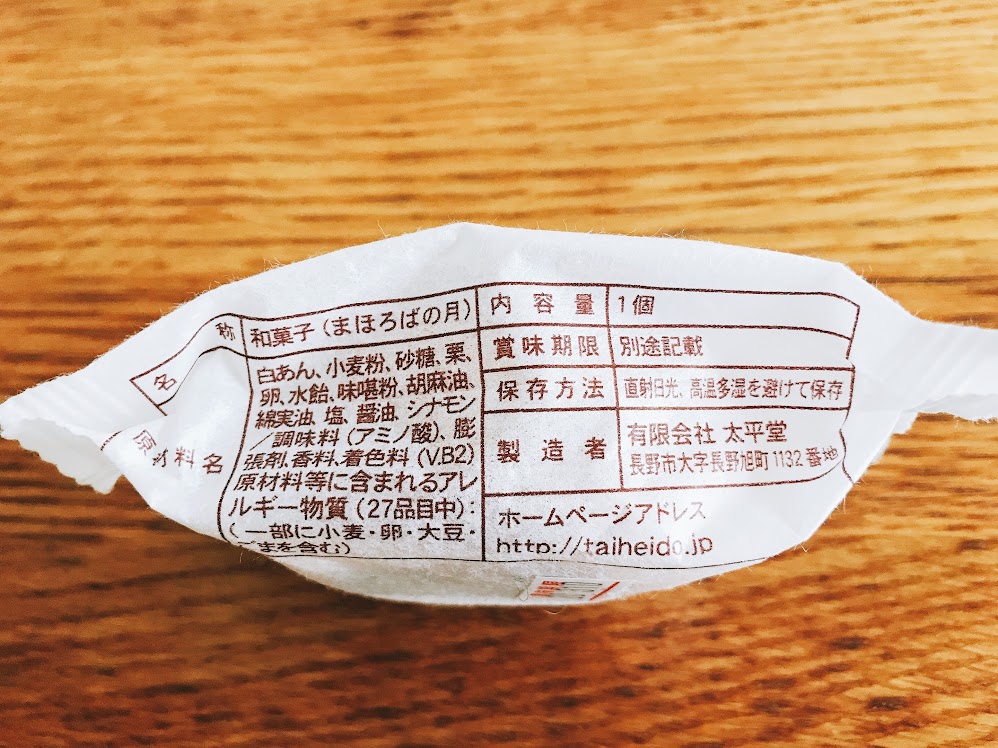 名称 和菓子(まほろばの月)
原材料名 白あん、小麦粉、砂糖、栗、
卵、水飴、味噌粉、胡麻油、
綿実油、塩、醤油、シナモン
/調味料(アミノ酸)、膨
張剤、香料、着色料(V.B2)
原材料等に含まれるアレ
ルギー物質(27品目中):
(一部に小麦・卵・大豆・
ごまを含む)
内容量 1個
賞味期限 別途記載
保存方法 直射日光、高温多湿を避けて保存
製造者 有限会社 太平堂
長野市大字長野旭町1132番地
ホームページアドレス
http://taiheido.jp